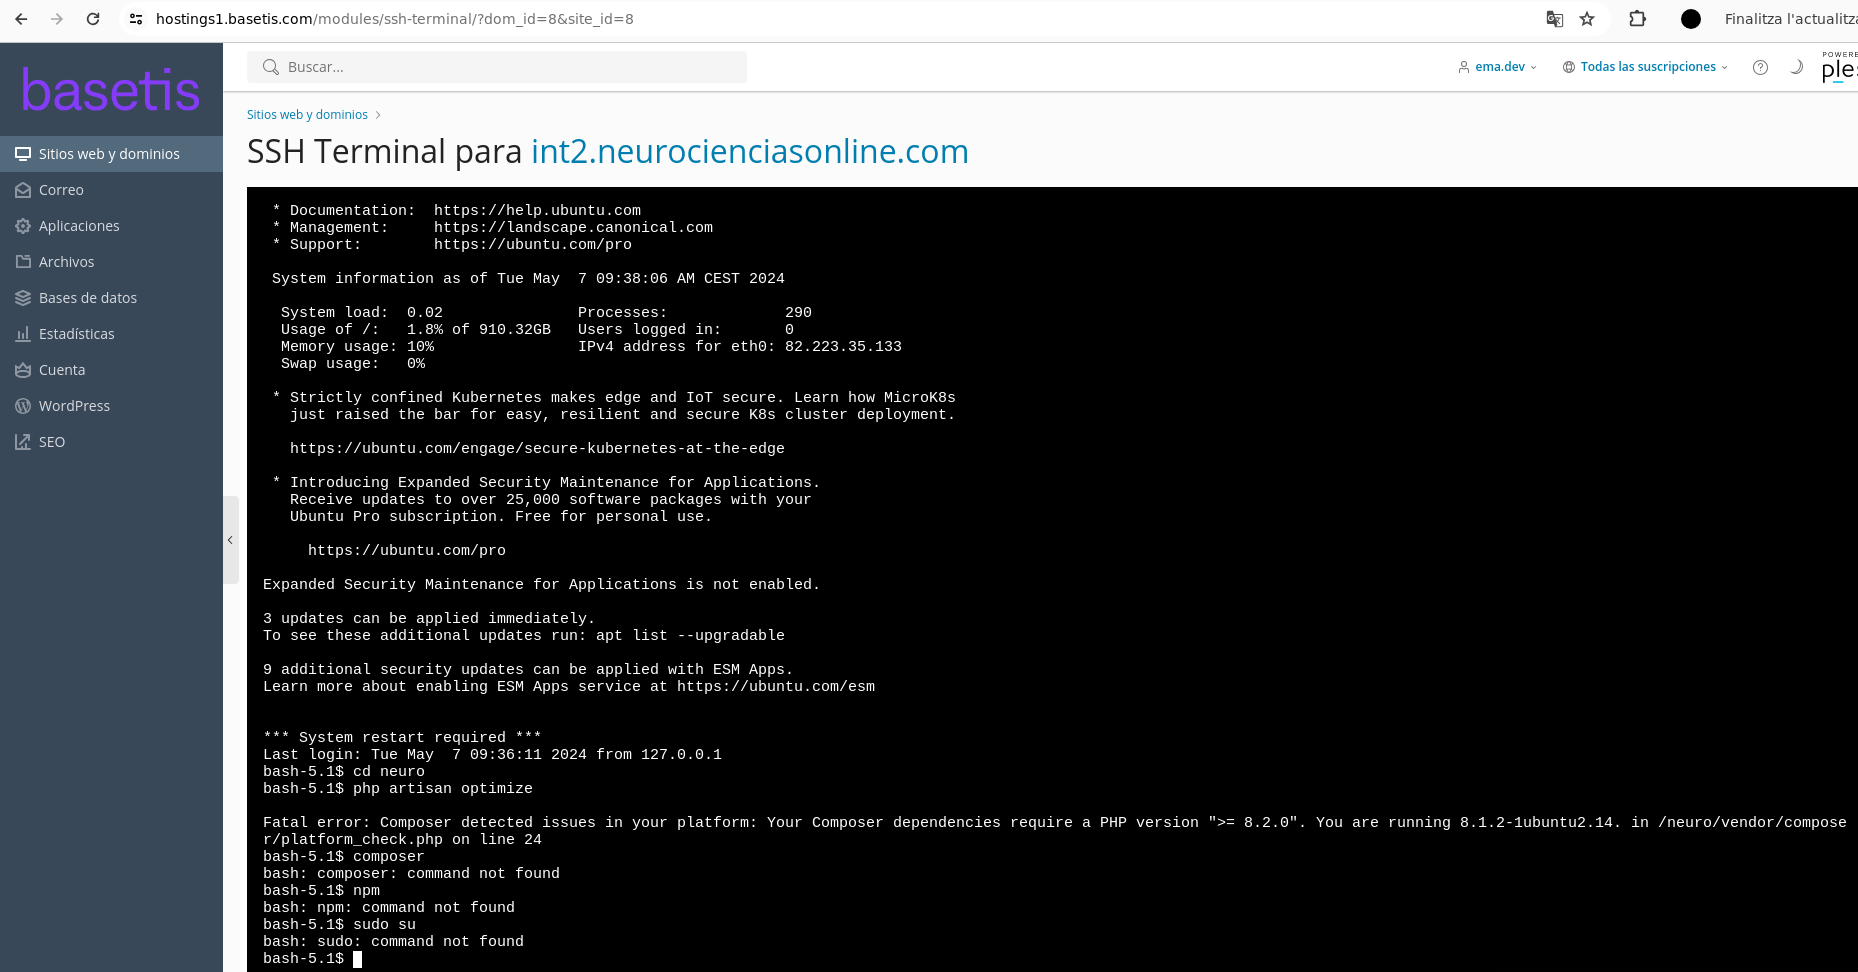 hostings1.basetis.com/modules/ssh-terminal/?dom_id=8&site_id=8
Finalitza l'actualitz
basetis
Buscar...
ema.dev
Todas las suscripciones
POWERE
ples
Sitios web y dominios
Correo
Aplicaciones
Archivos
Bases de datos
Estadísticas
Cuenta
WordPress
SEO
Sitios web y dominios >
SSH Terminal para int2.neurocienciasonline.com
* Documentation:  https://help.ubuntu.com
* Management:     https://landscape.canonical.com
* Support:        https://ubuntu.com/pro
System information as of Tue May  7 09:38:06 AM CEST 2024
System load:  0.02               Processes:             290
Usage of /:   1.8% of 910.32GB   Users logged in:       0
Memory usage: 10%                IPv4 address for eth0: 82.223.35.133
Swap usage:   0%
* Strictly confined Kubernetes makes edge and IoT secure. Learn how MicroK8s
just raised the bar for easy, resilient and secure K8s cluster deployment.
https://ubuntu.com/engage/secure-kubernetes-at-the-edge
* Introducing Expanded Security Maintenance for Applications.
Receive updates to over 25,000 software packages with your
Ubuntu Pro subscription. Free for personal use.
https://ubuntu.com/pro
Expanded Security Maintenance for Applications is not enabled.
3 updates can be applied immediately.
To see these additional updates run: apt list --upgradable
9 additional security updates can be applied with ESM Apps.
Learn more about enabling ESM Apps service at https://ubuntu.com/esm
*** System restart required ***
Last login: Tue May  7 09:36:11 2024 from 127.0.0.1
bash-5.1$ cd neuro
bash-5.1$ php artisan optimize
Fatal error: Composer detected issues in your platform: Your Composer dependencies require a PHP version ">= 8.2.0". You are running 8.1.2-1ubuntu2.14. in /neuro/vendor/compose
r/platform_check.php on line 24
bash-5.1$ composer
bash: composer: command not found
bash-5.1$ npm
bash: npm: command not found
bash-5.1$ sudo su
bash: sudo: command not found
bash-5.1$